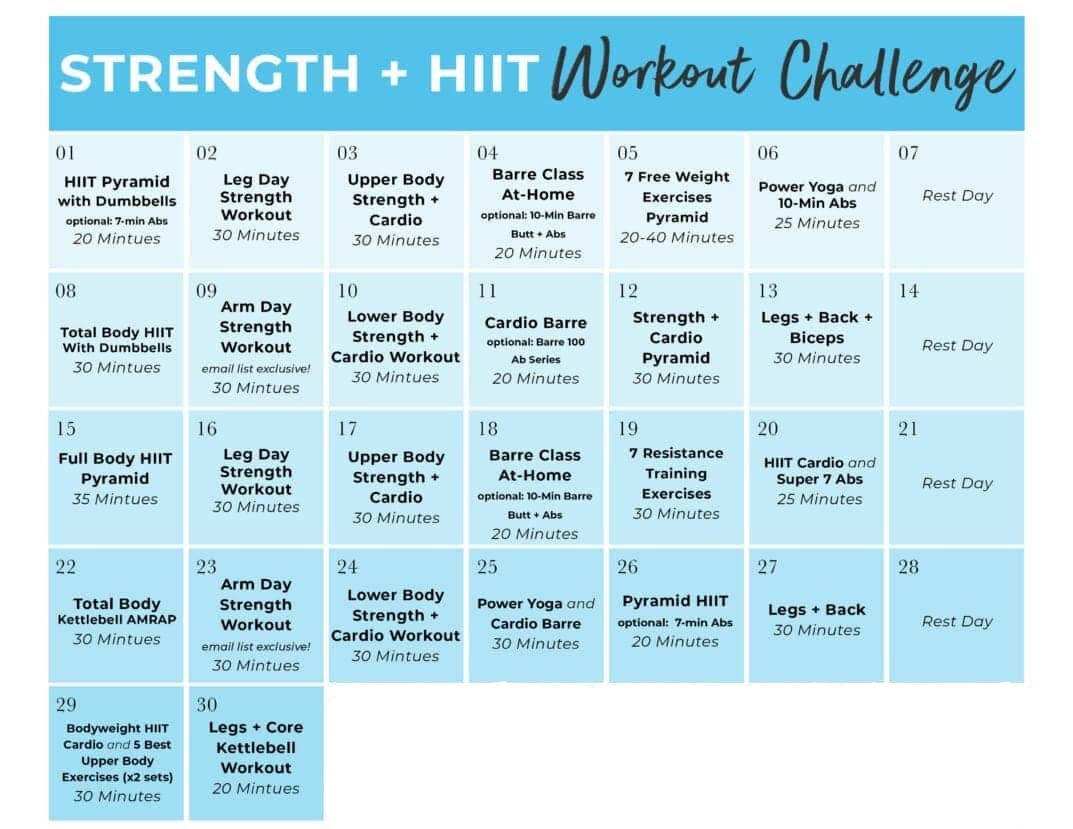 STRENGTH + HIIT Workout Challenge
01
HIIT Pyramid
with Dumbbells
optional: 7-min Abs
20 Mintues
02
Leg Day
Strength
Workout
30 Minutes
03
Upper Body
Strength +
Cardio
30 Minutes
04
Barre Class
At-Home
optional: 10-Min Barre
Butt + Abs
20 Minutes
05
7 Free Weight
Exercises
Pyramid
20-40 Minutes
06
Power Yoga and
10-Min Abs
25 Minutes
07
Rest Day
08
Total Body HIIT
With Dumbbells
30 Mintues
09
Arm Day
Strength
Workout
email list exclusive!
30 Mintues
10
Lower Body
Strength +
Cardio Workout
30 Mintues
11
Cardio Barre
optional: Barre 100
Ab Series
20 Minutes
12
Strength +
Cardio
Pyramid
30 Minutes
13
Legs + Back +
Biceps
30 Minutes
14
Rest Day
15
Full Body HIIT
Pyramid
35 Mintues
16
Leg Day
Strength
Workout
30 Minutes
17
Upper Body
Strength +
Cardio
30 Minutes
18
Barre Class
At-Home
optional: 10-Min Barre
Butt + Abs
20 Minutes
19
7 Resistance
Training
Exercises
30 Minutes
20
HIIT Cardio and
Super 7 Abs
25 Minutes
21
Rest Day
22
Total Body
Kettlebell AMRAP
30 Mintues
23
Arm Day
Strength
Workout
email list exclusive!
30 Mintues
24
Lower Body
Strength +
Cardio Workout
30 Mintues
25
Power Yoga and
Cardio Barre
30 Minutes
26
Pyramid HIIT
optional: 7-min Abs
20 Minutes
27
Legs + Back
30 Minutes
28
Rest Day
29
Bodyweight HIIT
Cardio and 5 Best
Upper Body
Exercises (x2 sets)
30 Minutes
30
Legs + Core
Kettlebell
Workout
20 Mintues